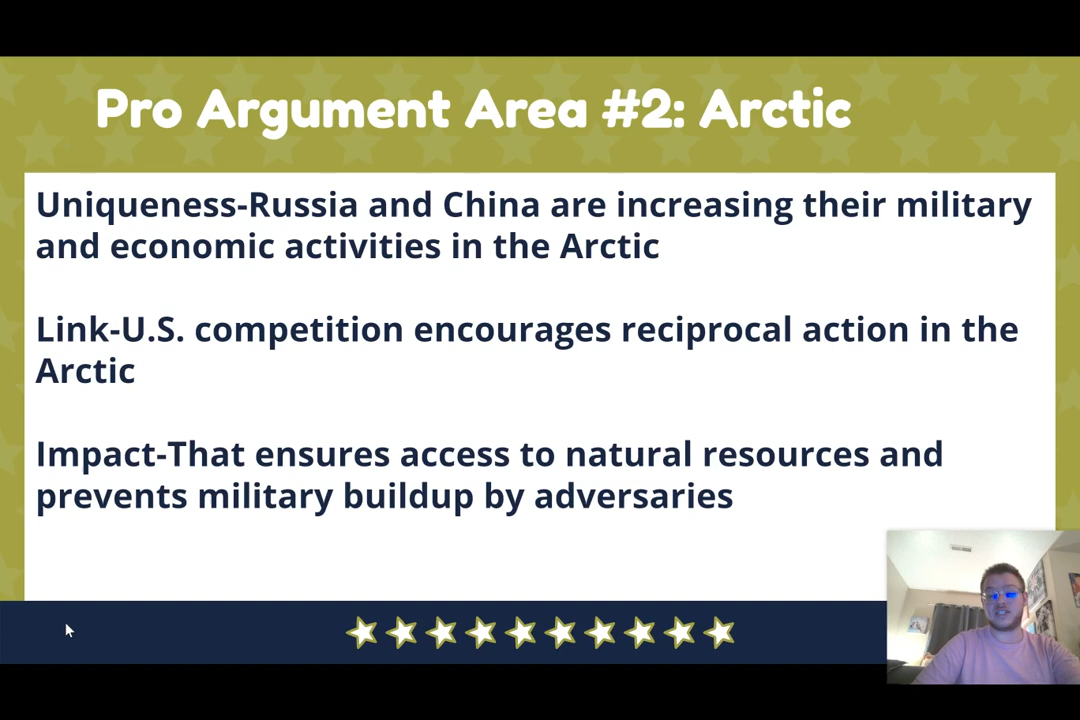 Pro Argument Area #2: Arctic
Uniqueness-Russia and China are increasing their military
and economic activities in the Arctic
Link-U.S. competition encourages reciprocal action in the
Arctic
Impact-That ensures access to natural resources and
prevents military buildup by adversaries